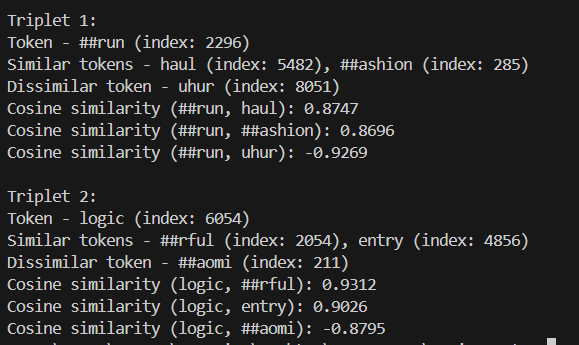 Triplet 1:
Token - ##run (index: 2296)
Similar tokens - haul (index: 5482), ##ashion (index: 285)
Dissimilar token - uhur (index: 8051)
Cosine similarity (##run, haul): 0.8747
Cosine similarity (##run, ##ashion): 0.8696
Cosine similarity (##run, uhur): -0.9269
Triplet 2:
Token - logic (index: 6054)
Similar tokens - ##rful (index: 2054), entry (index: 4856)
Dissimilar token - ##aomi (index: 211)
Cosine similarity (logic, ##rful): 0.9312
Cosine similarity (logic, entry): 0.9026
Cosine similarity (logic, ##aomi): -0.8795